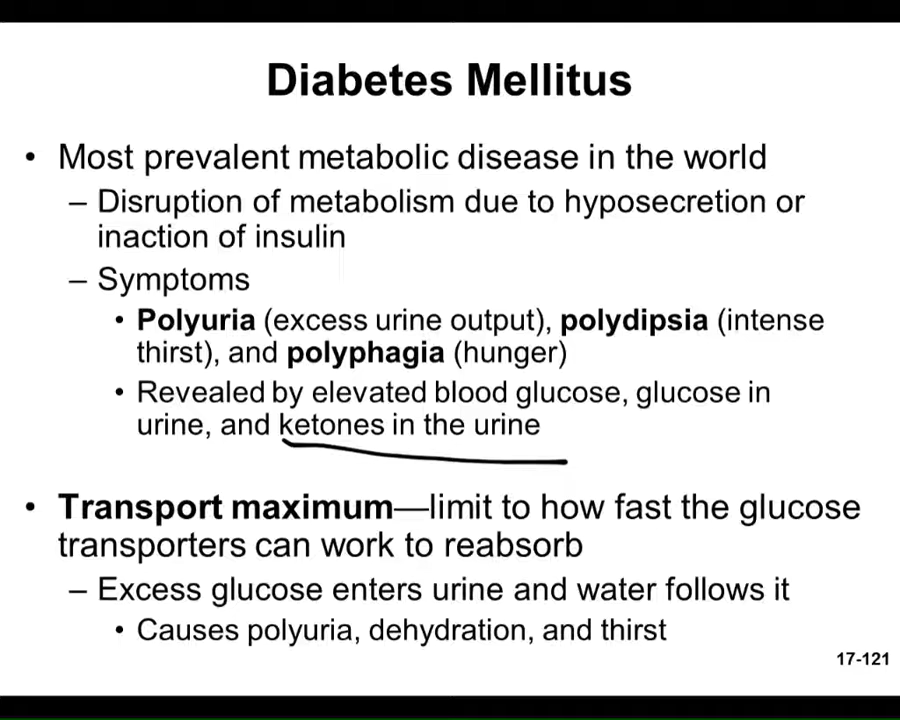 Diabetes Mellitus
• Most prevalent metabolic disease in the world
– Disruption of metabolism due to hyposecretion or
inaction of insulin
– Symptoms
• Polyuria (excess urine output), polydipsia (intense
thirst), and polyphagia (hunger)
• Revealed by elevated blood glucose, glucose in
urine, and ketones in the urine
• Transport maximum—limit to how fast the glucose
transporters can work to reabsorb
– Excess glucose enters urine and water follows it
• Causes polyuria, dehydration, and thirst
17-121